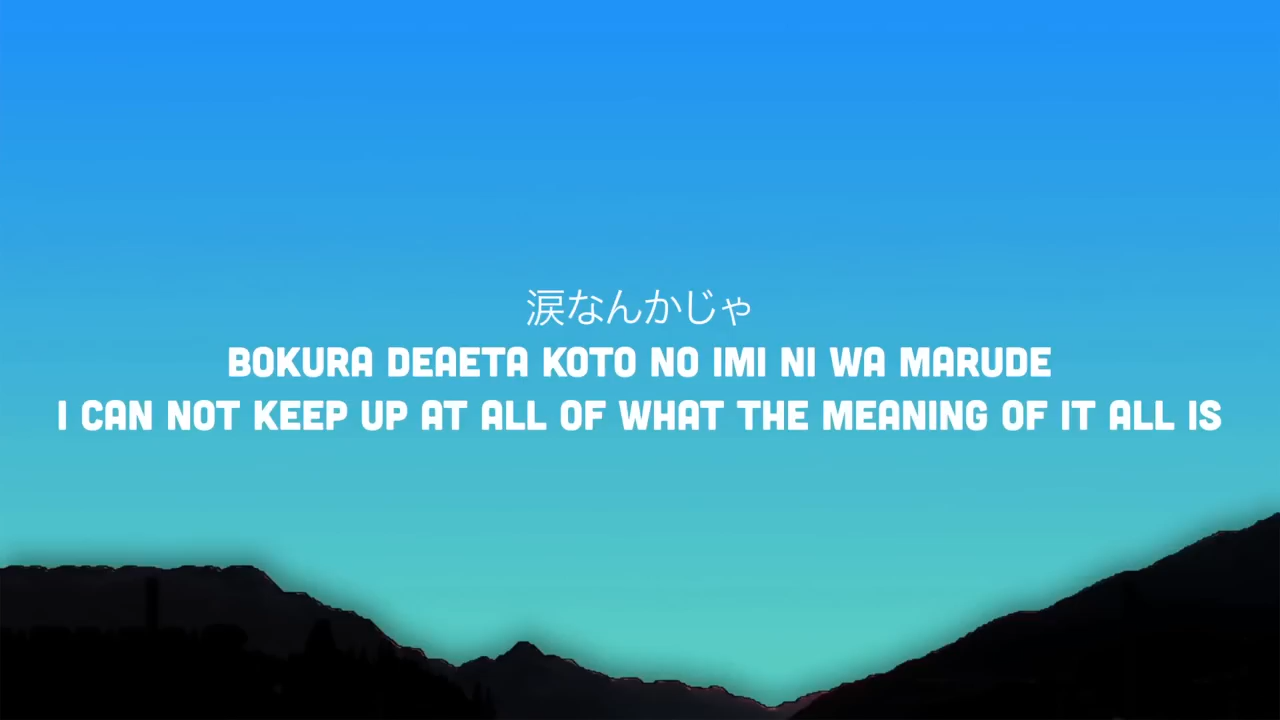 涙なんかじゃ
BOKURA DEAETA KOTO NO IMI NI WA MARUDE
I CAN NOT KEEP UP AT ALL OF WHAT THE MEANING OF IT ALL IS